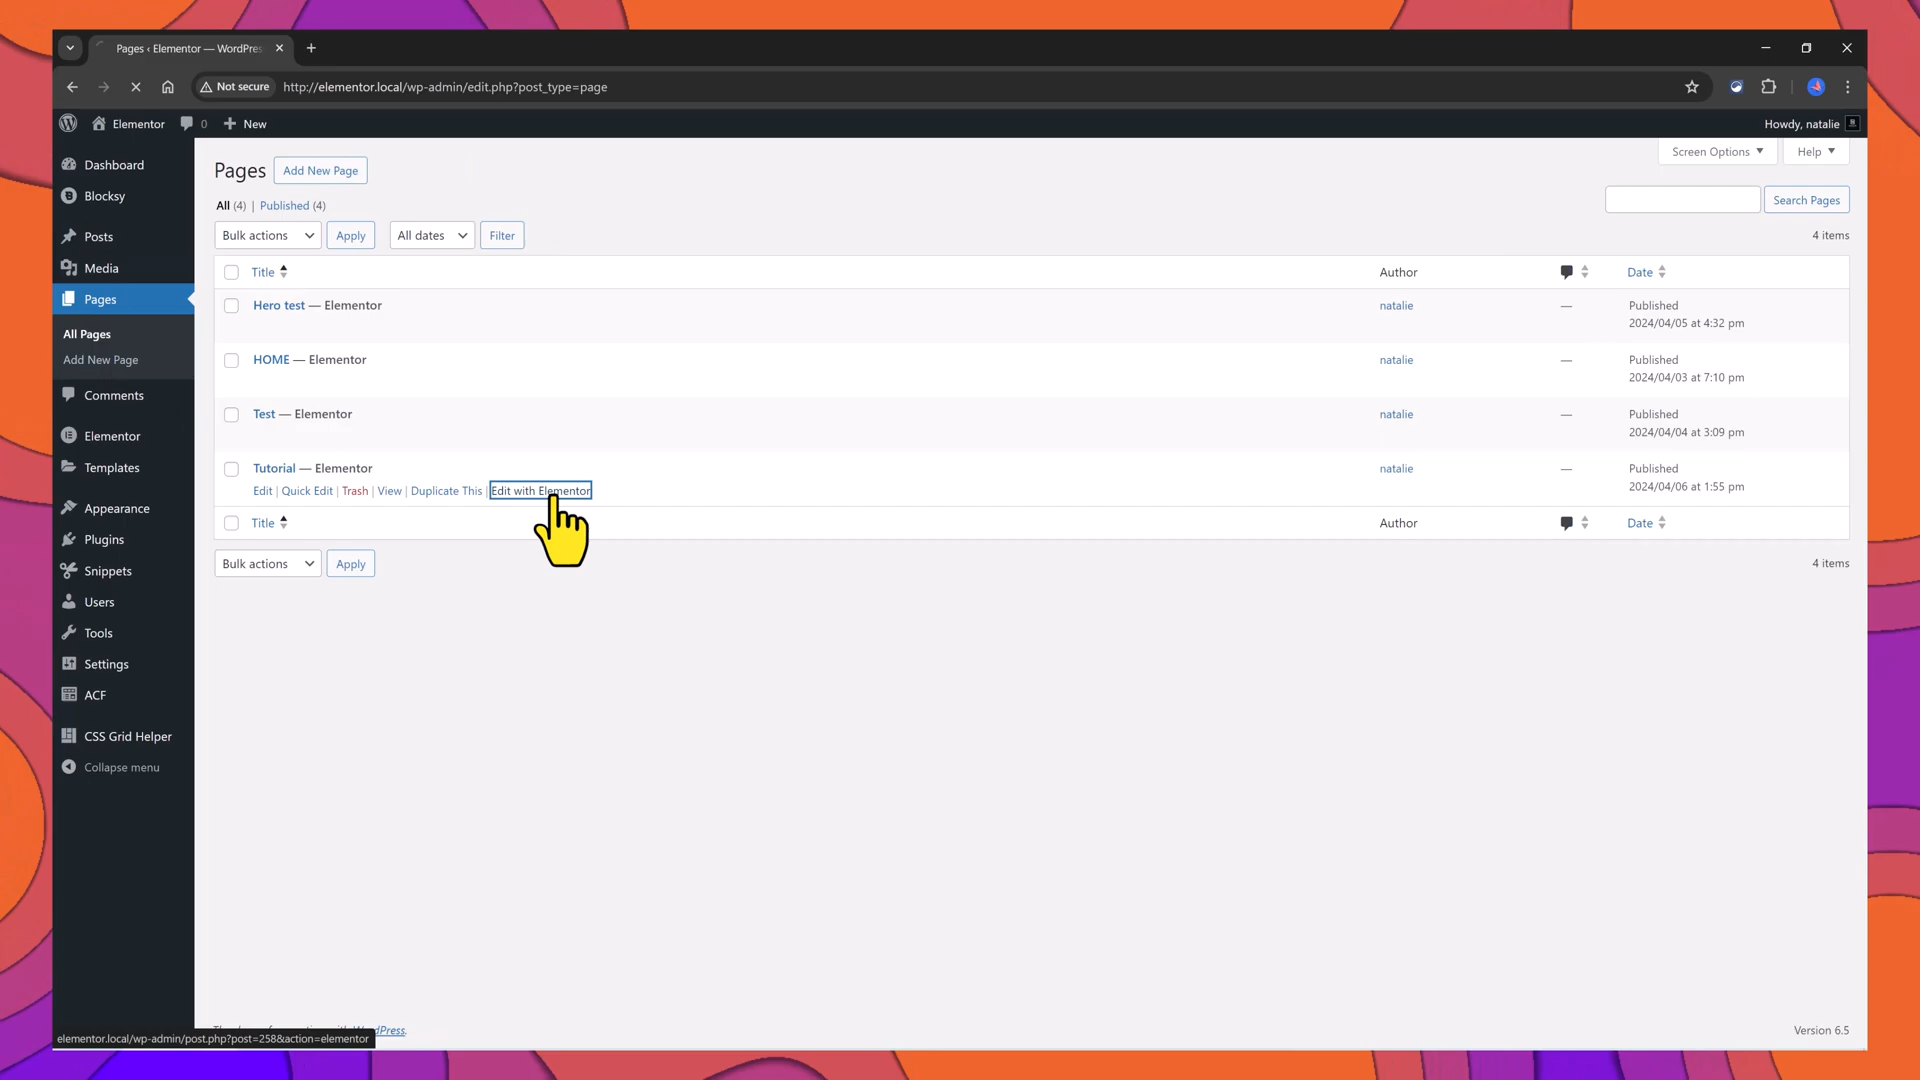 Pages ‹ Elementor — WordPres
Not secure
http://elementor.local/wp-admin/edit.php?post_type=page
Elementor
0
New
Howdy, natalie
Dashboard
Blocksy
Posts
Media
Pages
All Pages
Add New Page
Comments
Elementor
Templates
Appearance
Plugins
Snippets
Users
Tools
Settings
ACF
CSS Grid Helper
Collapse menu
Screen Options
Help
Pages
Add New Page
All (4) | Published (4)
Search Pages
Bulk actions
Apply
All dates
Filter
4 items
Title
Author
Date
Hero test — Elementor
natalie
—
Published
2024/04/05 at 4:32 pm
HOME — Elementor
natalie
—
Published
2024/04/03 at 7:10 pm
Test — Elementor
natalie
—
Published
2024/04/04 at 3:09 pm
Tutorial — Elementor
natalie
—
Published
2024/04/06 at 1:55 pm
Edit | Quick Edit | Trash | View | Duplicate This | Edit with Elementor
Title
Author
Date
Bulk actions
Apply
4 items
dPress.
Version 6.5
elementor.local/wp-admin/post.php?post=258&action=elementor